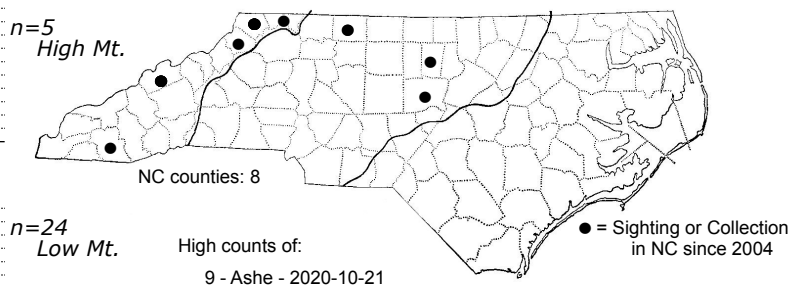 n=5
High Mt.
NC counties: 8
n=24
Low Mt.
High counts of:
9 - Ashe - 2020-10-21
● = Sighting or Collection
in NC since 2004